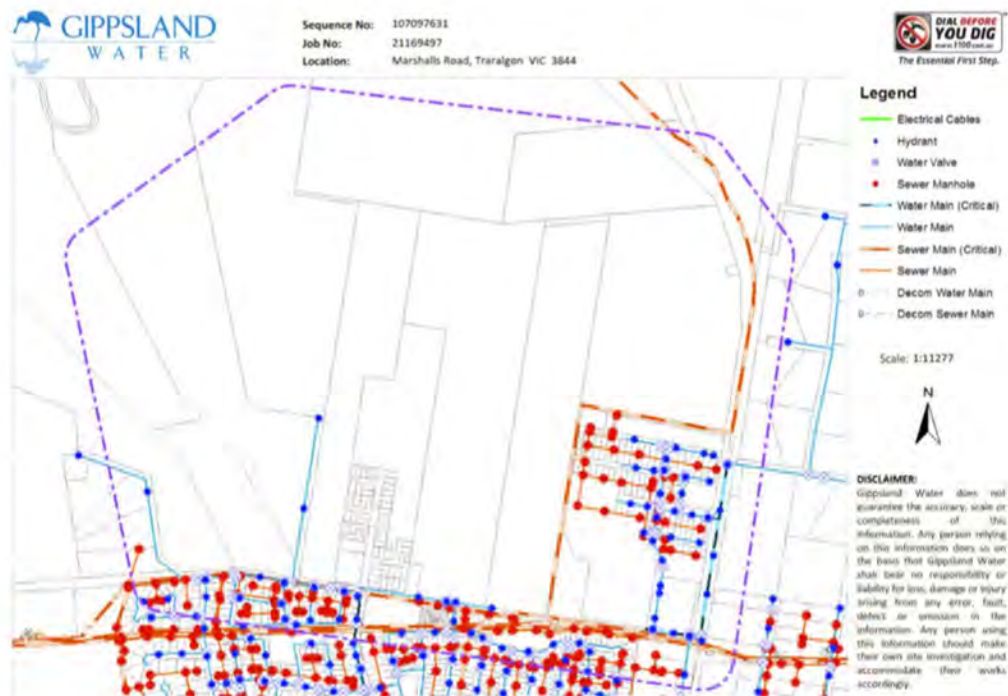 GIPPSLAND
WATER
Sequence No: 107097631
Job No: 21169497
Location: Marshalls Road, Traralgon VIC 3844
DIAL BEFORE
YOU DIG
www.1100.com.au
The Essential First Step.
Legend
Electrical Cables
Hydrant
Water Valve
Sewer Manhole
Water Main (Critical)
Water Main
Sewer Main (Critical)
Sewer Main
Decom Water Main
Decom Sewer Main
Scale: 1:11277
N
DISCLAIMER:
Gippsland Water does not
guarantee the accuracy, scale or
completeness of this
information. Any person relying
on this information does so on
the basis that Gippsland Water
shall bear no responsibility or
liability for loss, damage or injury
arising from any error, fault,
defect or omission in the
information. Any person using
this information should make
their own site investigation and
accommodate their works
accordingly.